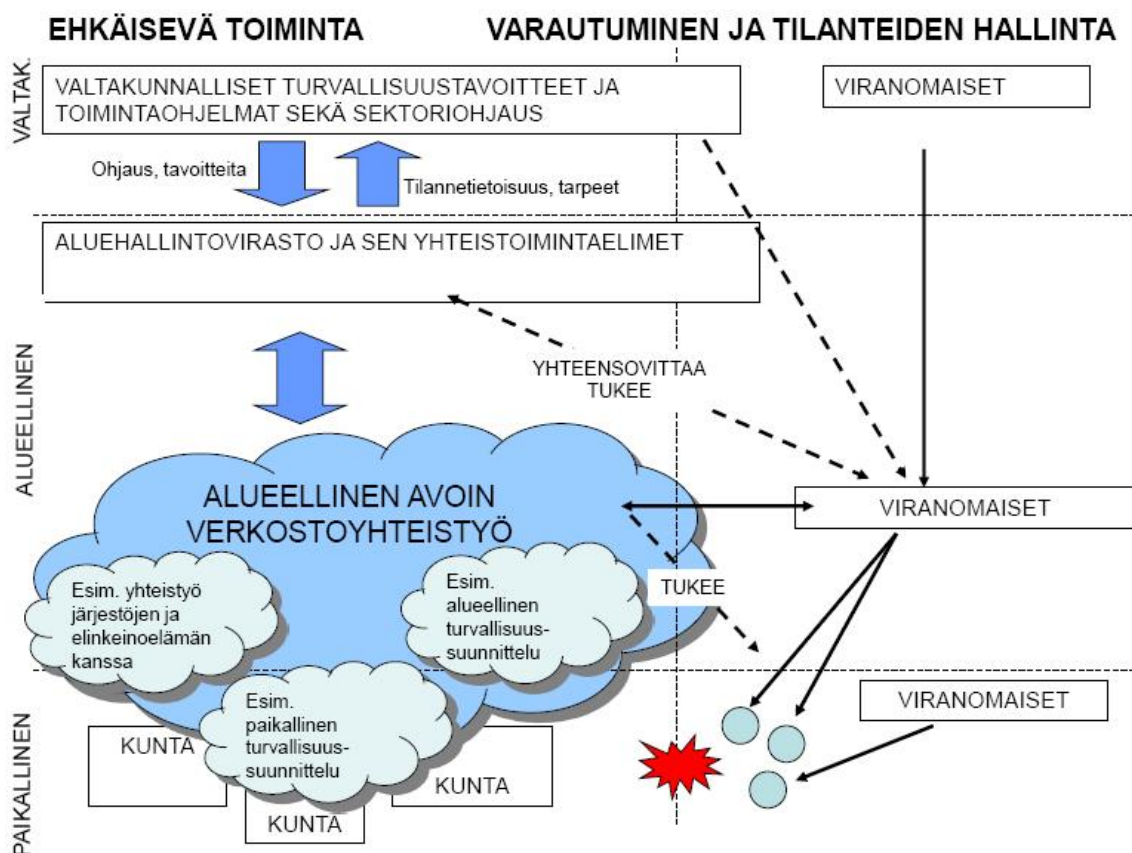 EHKÄISEVÄ TOIMINTA
VARAUTUMINEN JA TILANTEIDEN HALLINTA
VALTAK.
VALTAKUNNALLISET TURVALLISUUSTAVOITTEET JA
TOIMINTAOHJELMAT SEKÄ SEKTORIOHJAUS
VIRANOMAISET
Ohjaus, tavoitteita
Tilannetietoisuus, tarpeet
ALUEELLINEN
ALUEHALLINTOVIRASTO JA SEN YHTEISTOIMINTAELIMET
YHTEENSOVITTAA
TUKEE
ALUEELLINEN AVOIN
VERKOSTOYHTEISTYÖ
VIRANOMAISET
Esim. yhteistyö
järjestöjen ja
elinkeinoelämän
kanssa
Esim.
alueellinen
turvallisuus-
suunnittelu
TUKEE
PAIKALLINEN
Esim.
paikallinen
turvallisuus-
suunnittelu
VIRANOMAISET
KUNTA
KUNTA
KUNTA